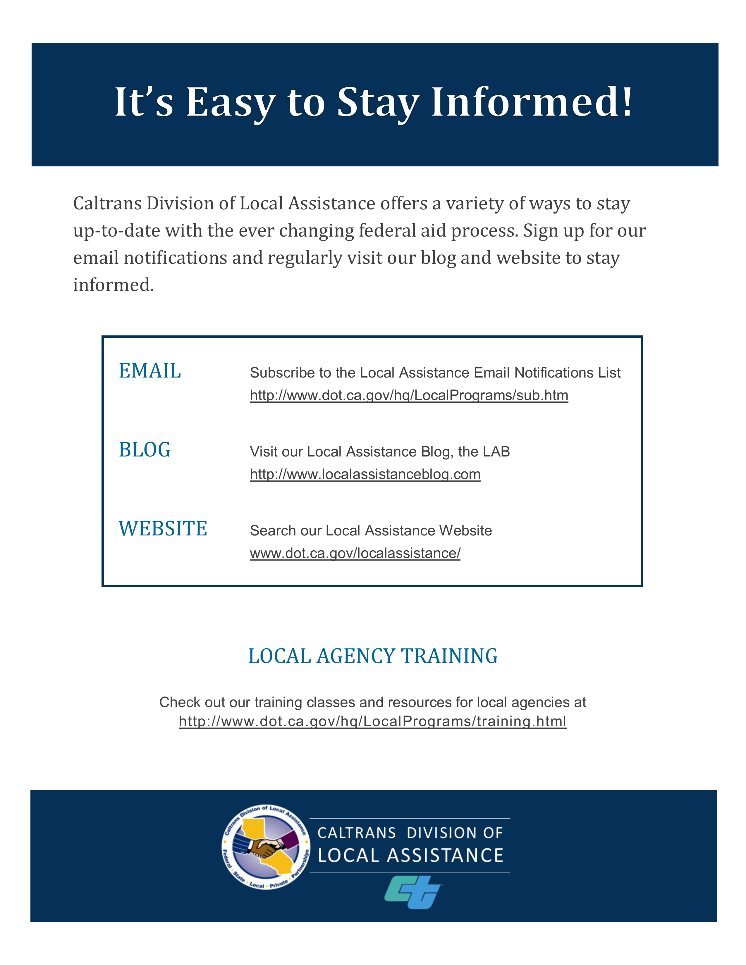 It's Easy to Stay Informed!
Caltrans Division of Local Assistance offers a variety of ways to stay
up-to-date with the ever changing federal aid process. Sign up for our
email notifications and regularly visit our blog and website to stay
informed.
EMAIL
Subscribe to the Local Assistance Email Notifications List
http://www.dot.ca.gov/hq/LocalPrograms/sub.htm
BLOG
Visit our Local Assistance Blog, the LAB
http://www.localassistanceblog.com
WEBSITE
Search our Local Assistance Website
www.dot.ca.gov/localassistance/
LOCAL AGENCY TRAINING
Check out our training classes and resources for local agencies at
http://www.dot.ca.gov/hq/LocalPrograms/training.html
Caltrans Division of Local Assistance
Federal - State - Local - Private - Partnerships
CALTRANS DIVISION OF
LOCAL ASSISTANCE
ct